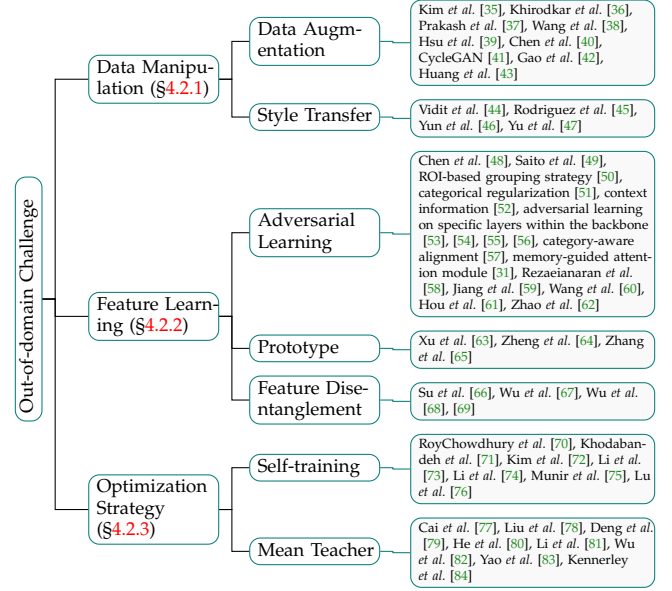 Out-of-domain Challenge
Data Manipu-
lation (§4.2.1)
Data Augm-
entation
Kim et al. [35], Khirodkar et al. [36],
Prakash et al. [37], Wang et al. [38],
Hsu et al. [39], Chen et al. [40],
CycleGAN [41], Gao et al. [42],
Huang et al. [43]
Style Transfer
Vidit et al. [44], Rodriguez et al. [45],
Yun et al. [46], Yu et al. [47]
Feature Learn-
ing (§4.2.2)
Adversarial
Learning
Chen et al. [48], Saito et al. [49],
ROI-based grouping strategy [50],
categorical regularization [51], context
information [52], adversarial learning
on specific layers within the backbone
[53], [54], [55], [56], category-aware
alignment [57], memory-guided attent-
ion module [31], Rezaeianaran et al.
[58], Jiang et al. [59], Wang et al. [60],
Hou et al. [61], Zhao et al. [62]
Prototype
Xu et al. [63], Zheng et al. [64], Zhang
et al. [65]
Feature Dise-
ntanglement
Su et al. [66], Wu et al. [67], Wu et al.
[68], [69]
Optimization
Strategy
(§4.2.3)
Self-training
RoyChowdhury et al. [70], Khodaban-
deh et al. [71], Kim et al. [72], Li et al.
[73], Li et al. [74], Munir et al. [75], Lu
et al. [76]
Mean Teacher
Cai et al. [77], Liu et al. [78], Deng et al.
[79], He et al. [80], Li et al. [81], Wu
et al. [82], Yao et al. [83], Kennerley
et al. [84]